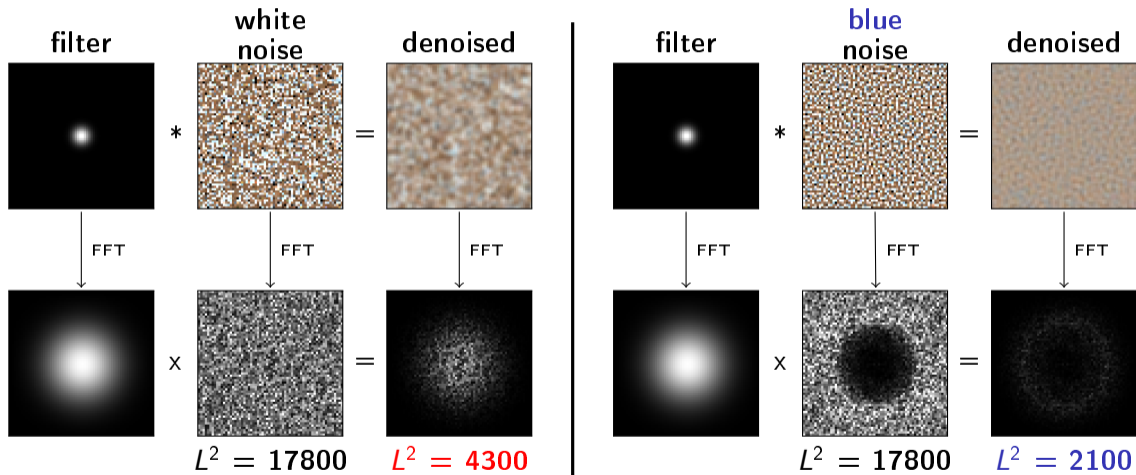 filter
white
noise
denoised
*
=
FFT
FFT
FFT
x
=
L² = 17800
L² = 4300
filter
blue
noise
denoised
*
=
FFT
FFT
FFT
x
=
L² = 17800
L² = 2100